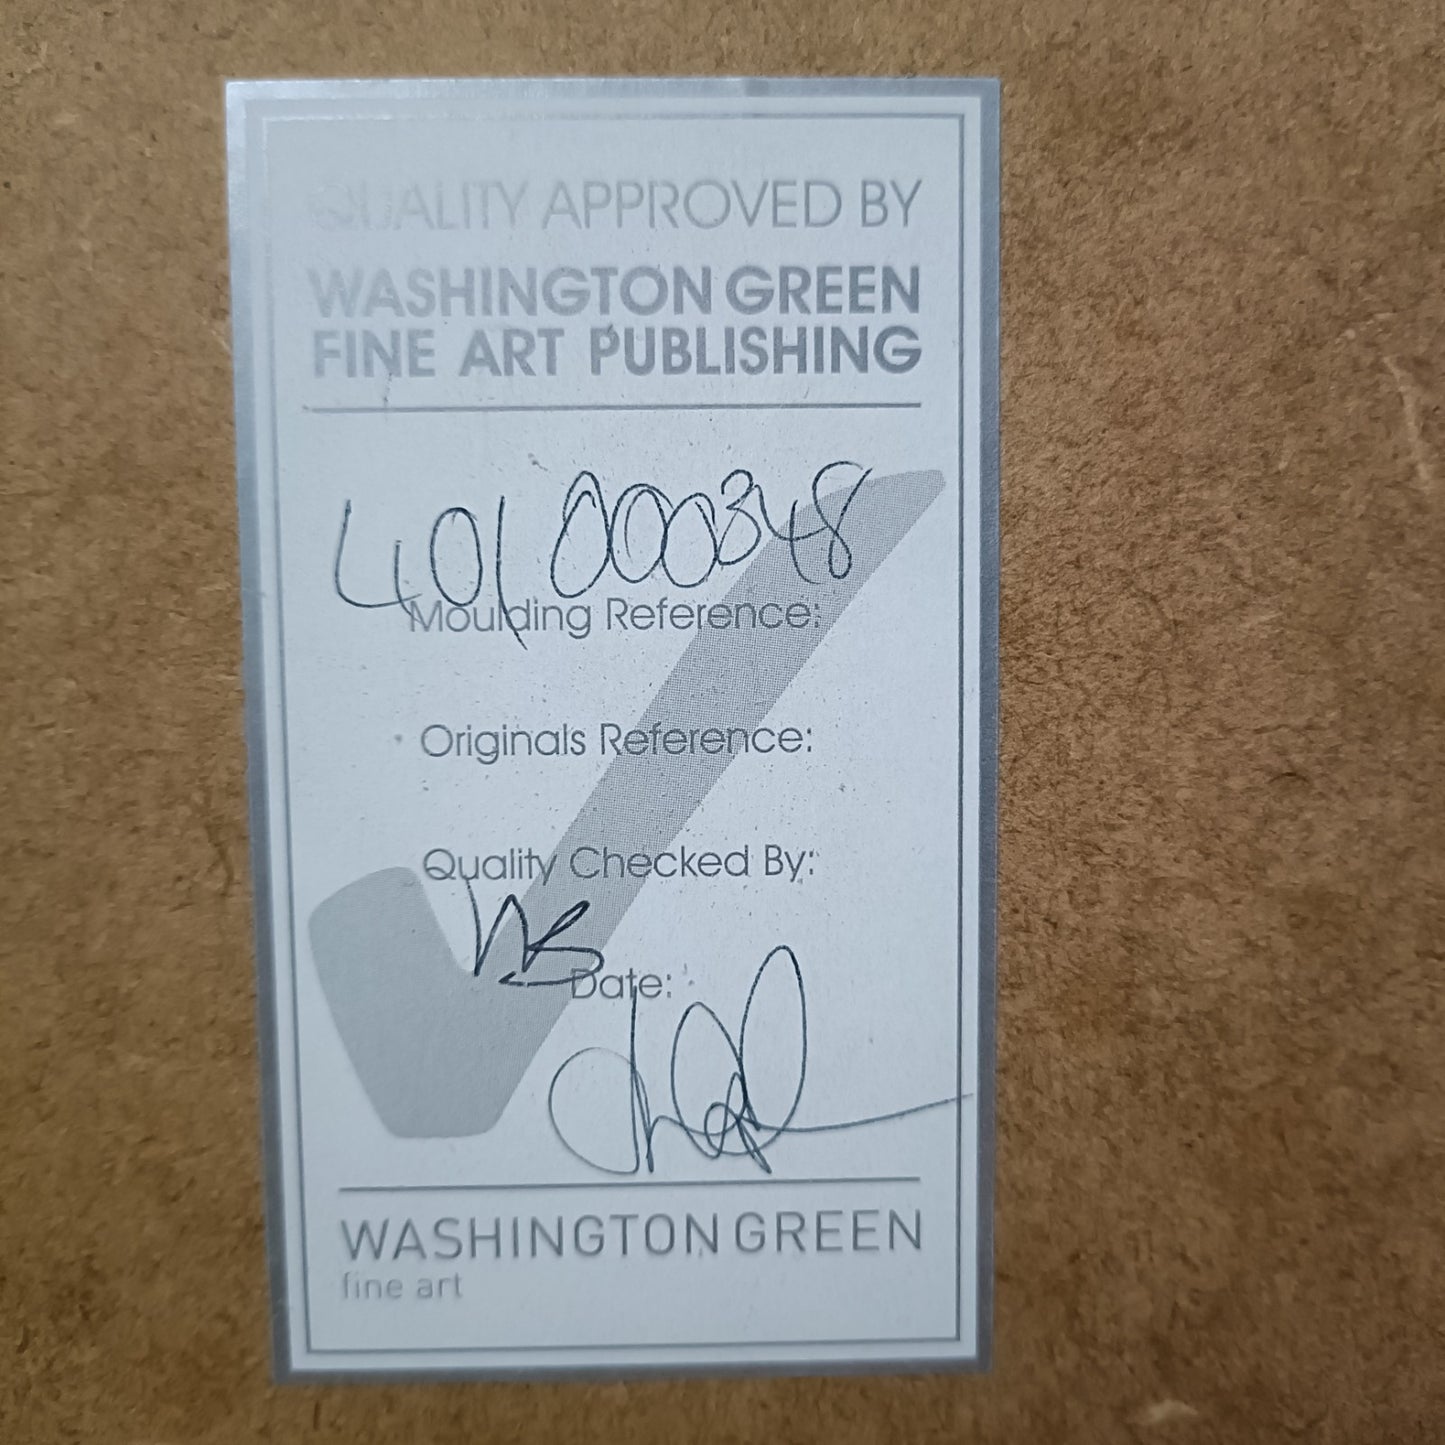 QUALITY APPROVED BY
WASHINGTON GREEN
FINE ART PUBLISHING
401000348
Moulding Reference:
Originals Reference:
Quality Checked By:
Date:
WASHINGTON GREEN
fine art